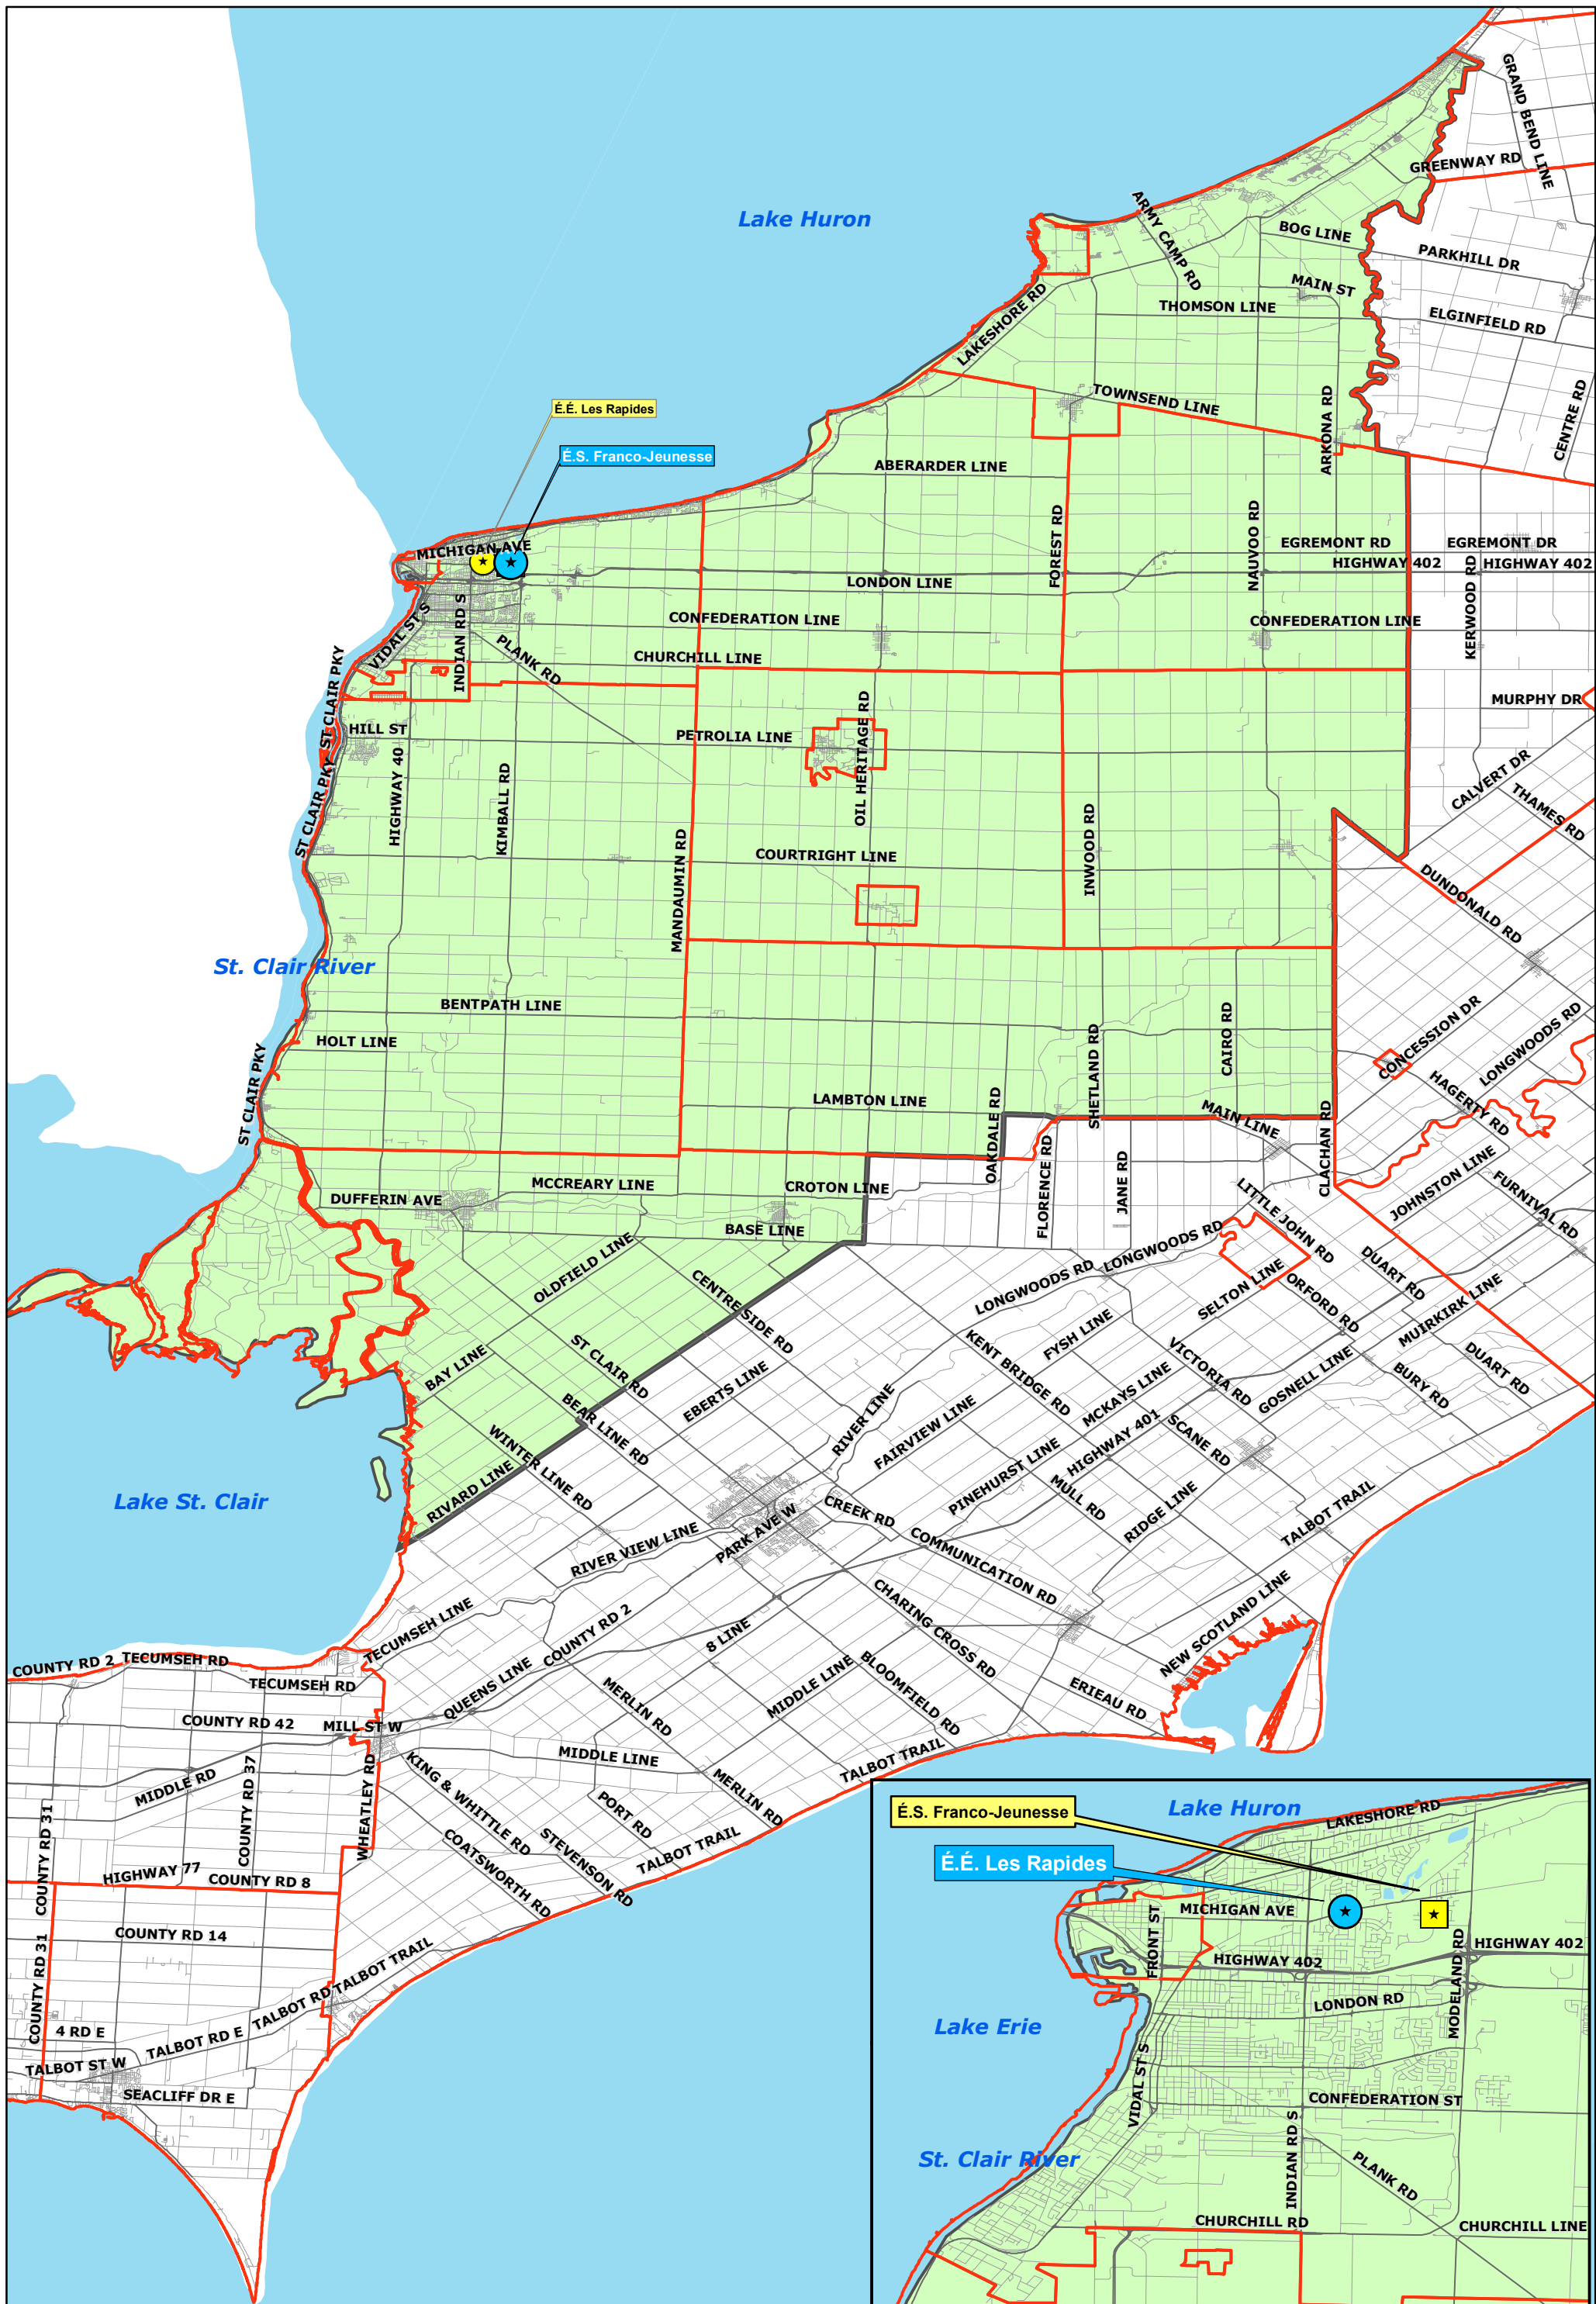 GRAND BEND LINE
GREENWAY RD
Lake Huron
ARMY CAMP RD
BOG LINE
PARKHILL DR
MAIN ST
THOMSON LINE
ELGINFIELD RD
LAKESHORE RD
TOWNSEND LINE
ARKONA RD
CENTRE RD
É.É. Les Rapides
É.S. Franco-Jeunesse
ABERARDER LINE
FOREST RD
NAUVOO RD
EGREMONT RD
EGREMONT DR
MICHIGAN AVE
HIGHWAY 402
HIGHWAY 402
LONDON LINE
KERWOOD RD
CONFEDERATION LINE
CONFEDERATION LINE
VIDAL ST S
INDIAN RD S
PLANK RD
CHURCHILL LINE
ST CLAIR PKY
MURPHY DR
HILL ST
PETROLIA LINE
OIL HERITAGE RD
HIGHWAY 40
KIMBALL RD
ST CLAIR PKY
CALVERT DR
THAMES RD
MANDAUMIN RD
COURTRIGHT LINE
INWOOD RD
DUNDONALD RD
St. Clair River
BENTPATH LINE
HOLT LINE
CONCESSION DR
LONGWOODS RD
SHETLAND RD
CAIRO RD
ST CLAIR PKY
LAMBTON LINE
OAKDALE RD
MAIN LINE
HAGERTY RD
CLACHAN RD
FLORENCE RD
JANE RD
DUFFERIN AVE
MCCREARY LINE
CROTON LINE
JOHNSTON LINE
FURNIVAL RD
BASE LINE
LITTLE JOHN RD
LONGWOODS RD
LONGWOODS RD
OLDFIELD LINE
CENTRE SIDE RD
SELTON LINE
ORFORD RD
DUART RD
MUIRKIRK LINE
BAY LINE
ST CLAIR RD
KENT BRIDGE RD
FYSH LINE
VICTORIA RD
GOSNELL LINE
DUART RD
BURY RD
EBERTS LINE
BEAR LINE RD
RIVER LINE
FAIRVIEW LINE
MCKAYS LINE
HIGHWAY 401
SCANE RD
WINTER LINE RD
RIVARD LINE
Lake St. Clair
PINEHURST LINE
MULL RD
RIDGE LINE
TALBOT TRAIL
CREEK RD
PARK AVE W
RIVER VIEW LINE
COMMUNICATION RD
CHARING CROSS RD
NEW SCOTLAND LINE
TECUMSEH LINE
COUNTY RD 2
8 LINE
COUNTY RD 2
TECUMSEH RD
TECUMSEH RD
QUEENS LINE
MERLIN RD
MIDDLE LINE
BLOOMFIELD RD
ERIEAU RD
COUNTY RD 42
MILL ST W
MIDDLE LINE
TALBOT TRAIL
MIDDLE RD
COUNTY RD 37
WHEATLEY RD
KING & WHITTLE RD
PORT RD
MERLIN RD
COUNTY RD 31
COATSWORTH RD
STEVENSON RD
TALBOT TRAIL
HIGHWAY 77
COUNTY RD 8
COUNTY RD 14
COUNTY RD 31
TALBOT TRAIL
TALBOT RD
4 RD E
TALBOT RD E
TALBOT ST W
SEACLIFF DR E
É.S. Franco-Jeunesse
Lake Huron
LAKESHORE RD
É.É. Les Rapides
MICHIGAN AVE
FRONT ST
HIGHWAY 402
HIGHWAY 402
MODELAND RD
LONDON RD
Lake Erie
VIDAL ST S
CONFEDERATION ST
INDIAN RD S
PLANK RD
St. Clair River
CHURCHILL RD
CHURCHILL LINE